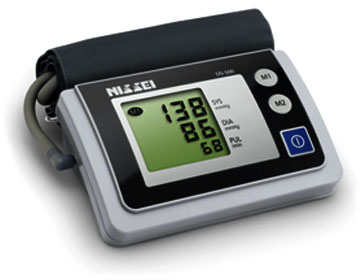 NISSEI
DS-500
M1
138 SYS mmHg
86 DIA mmHg
M2
68 PUL /min